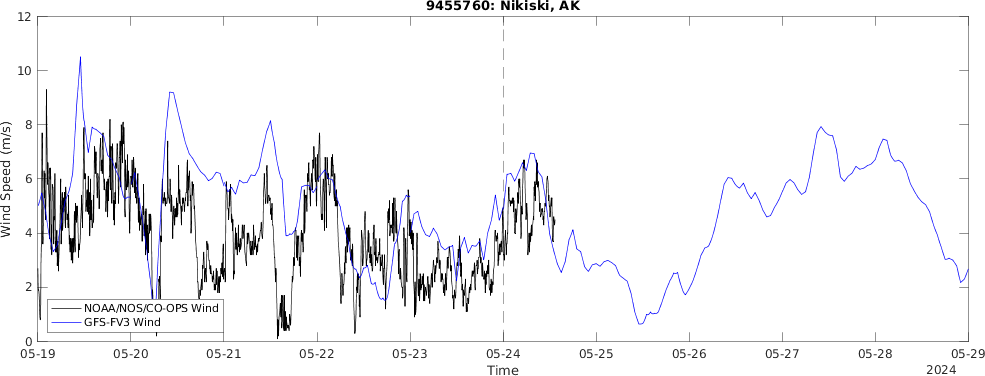 9455760: Nikiski, AK
Wind Speed (m/s)
12
10
8
6
4
2
0
NOAA/NOS/CO-OPS Wind
GFS-FV3 Wind
05-19 05-20 05-21 05-22 05-23 05-24 05-25 05-26 05-27 05-28 05-29
Time
2024